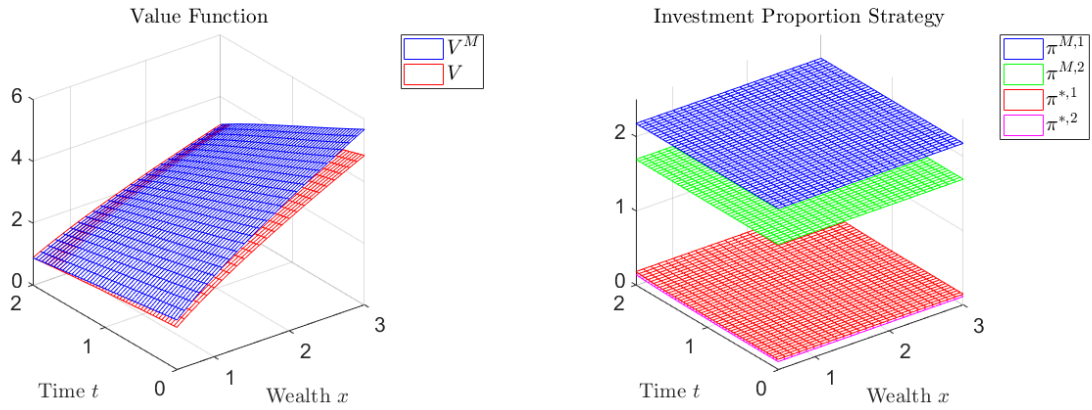 Value Function
V^M
V
6
4
2
0
2
1
0
1
2
3
Time t
Wealth x
Investment Proportion Strategy
π^{M,1}
π^{M,2}
π^{*,1}
π^{*,2}
2
1
0
2
1
0
1
2
3
Time t
Wealth x